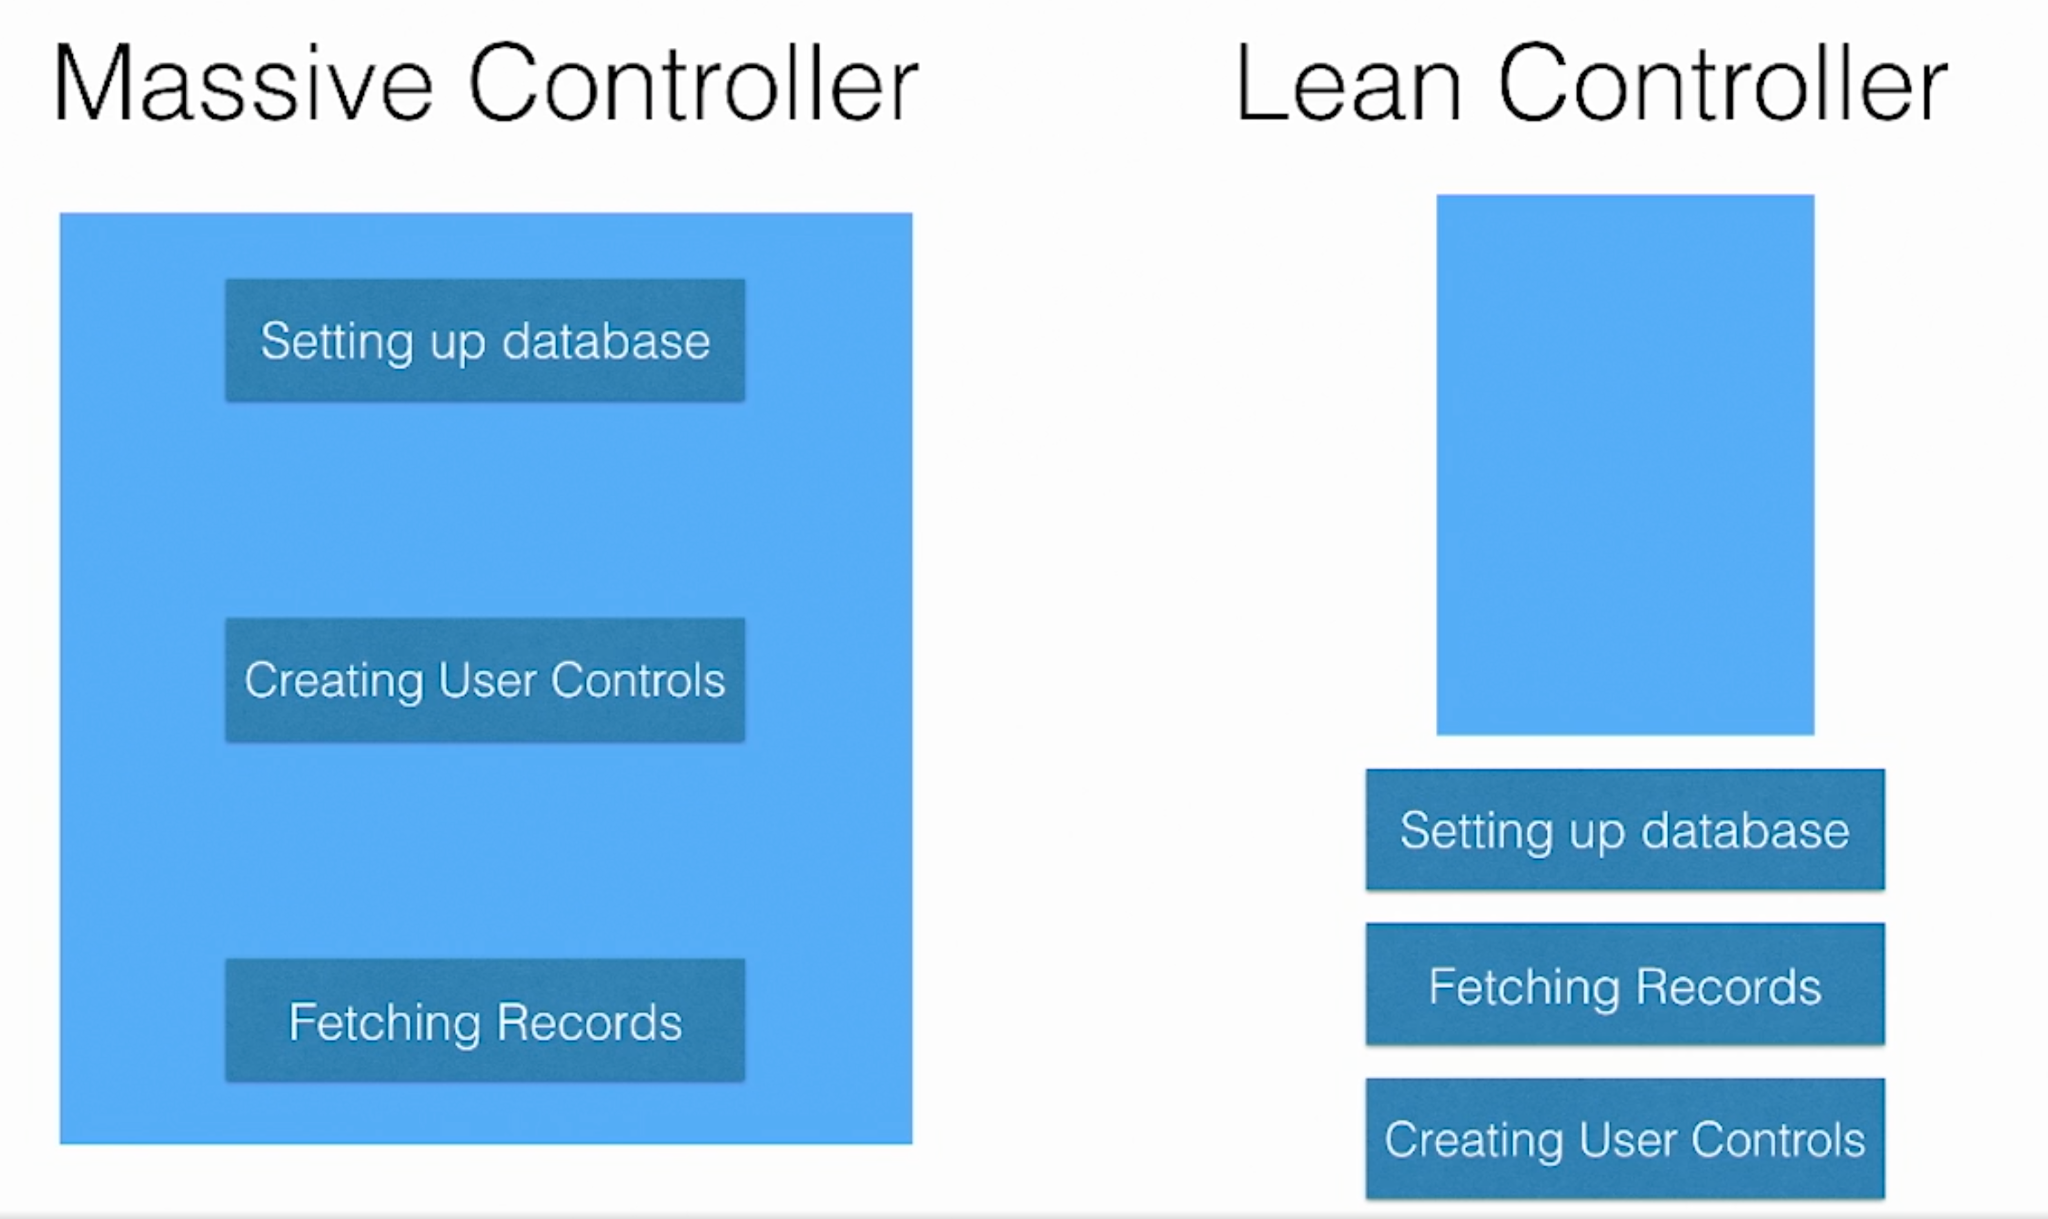 Massive Controller
Setting up database
Creating User Controls
Fetching Records
Lean Controller
Setting up database
Fetching Records
Creating User Controls